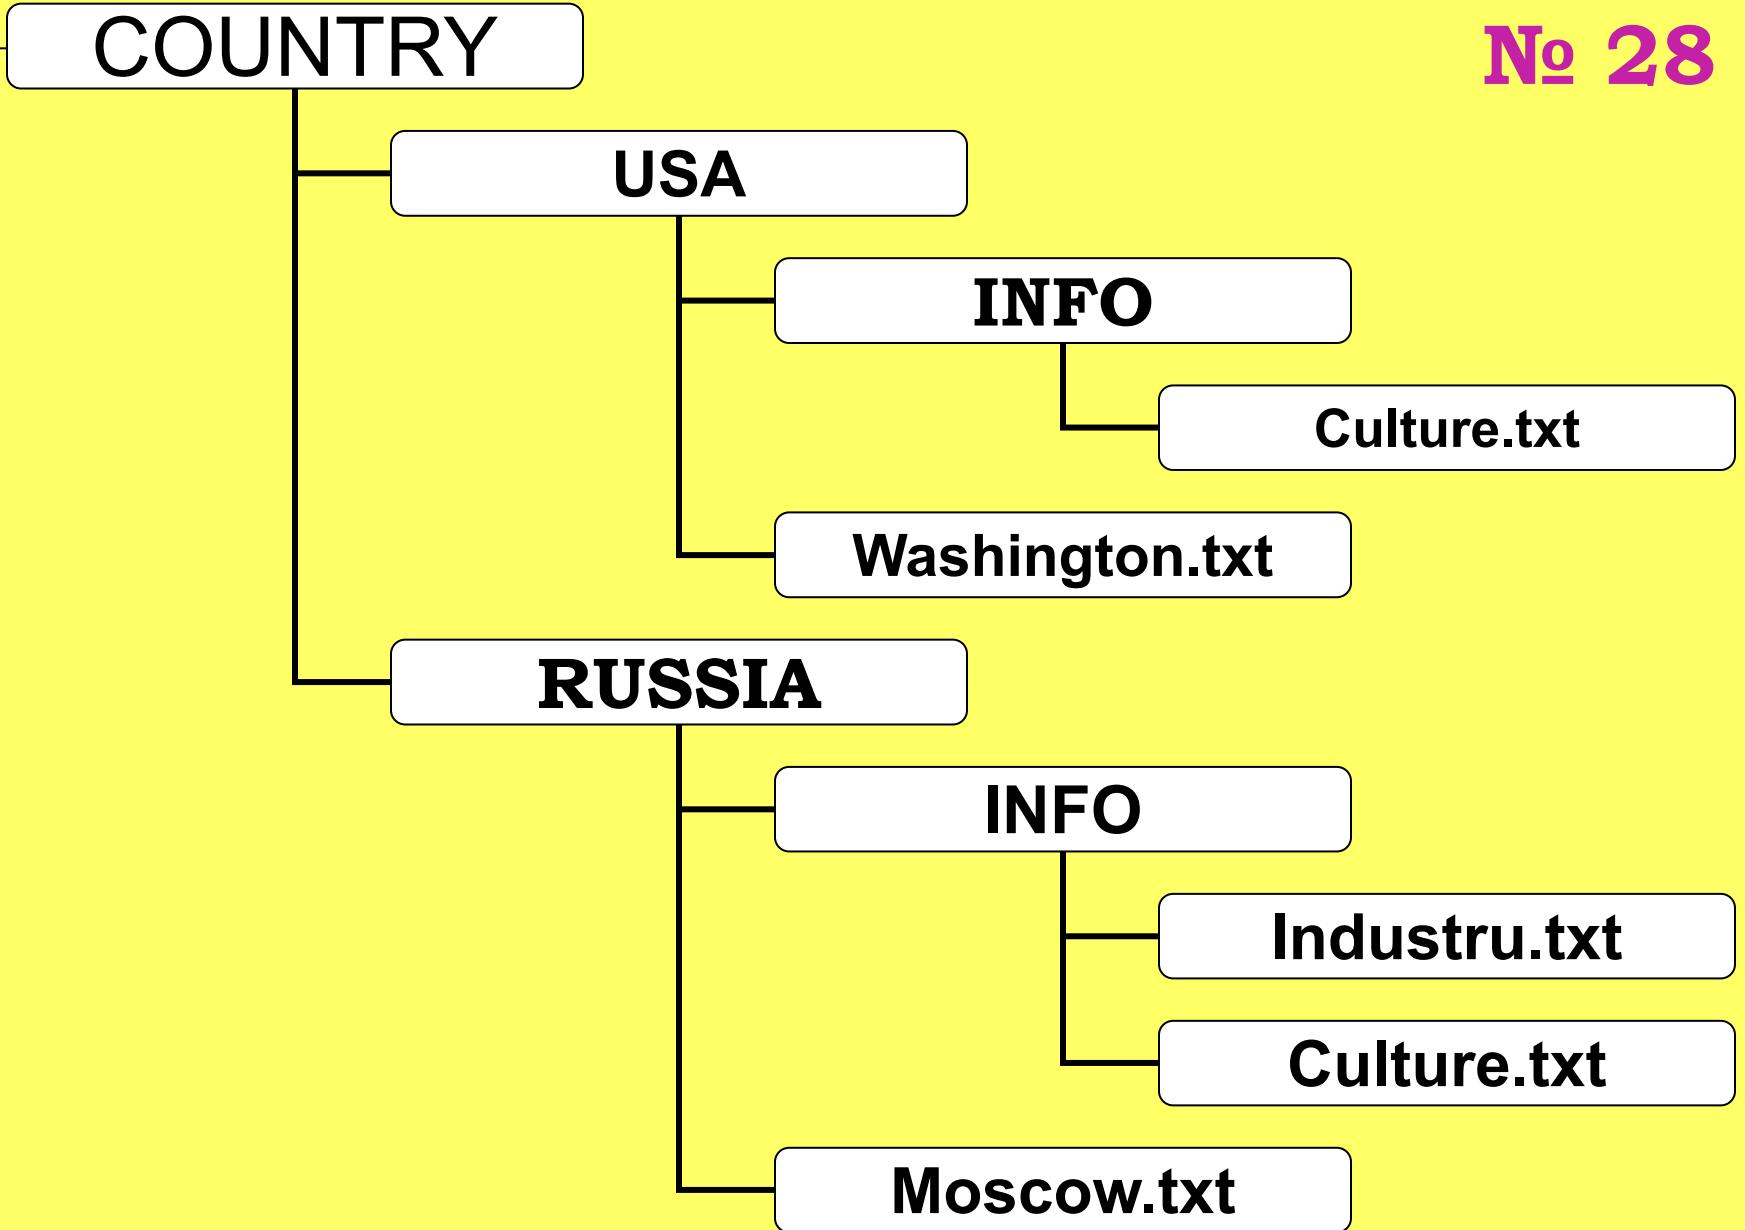 COUNTRY
№ 28
USA
INFO
Culture.txt
Washington.txt
RUSSIA
INFO
Industru.txt
Culture.txt
Moscow.txt